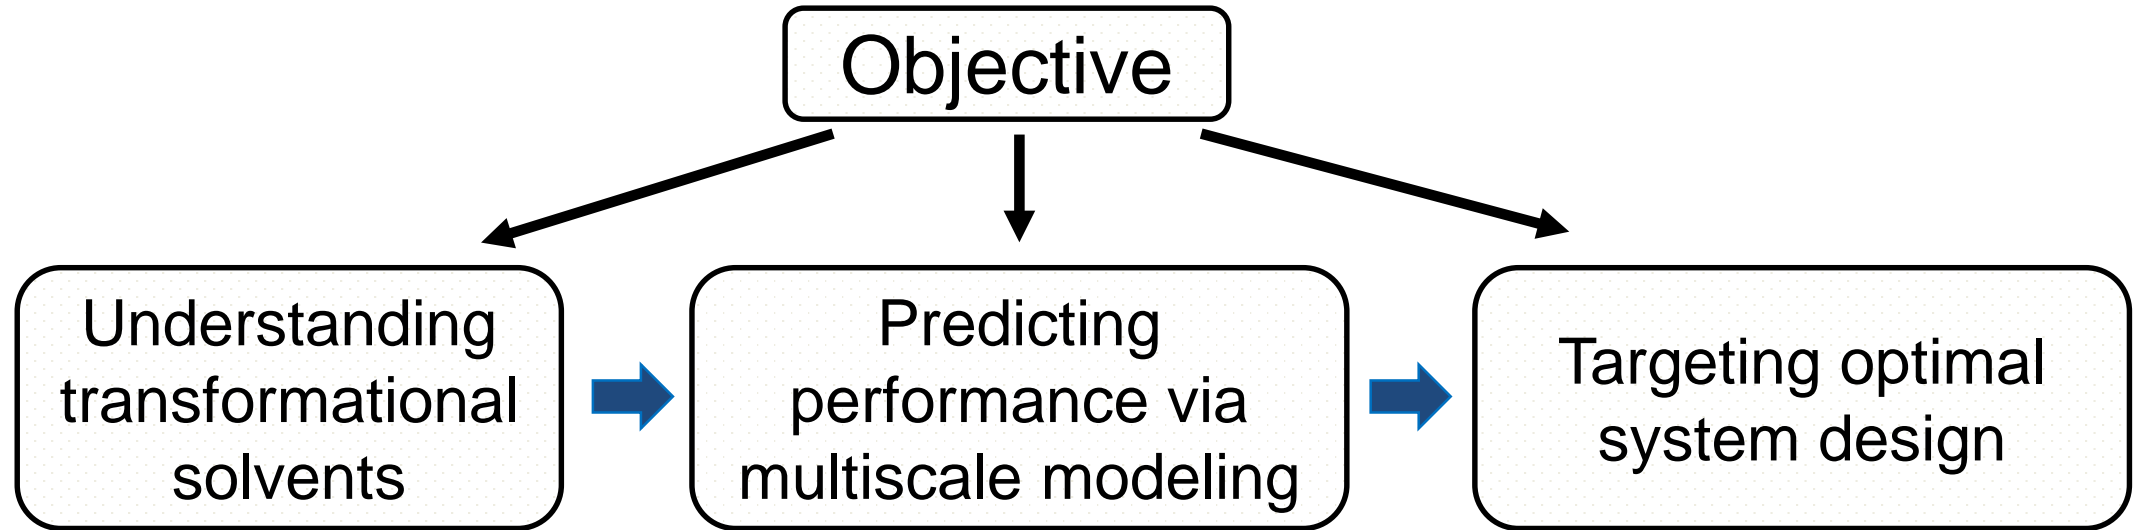 Objective
Understanding
transformational
solvents
Predicting
performance via
multiscale modeling
Targeting optimal
system design